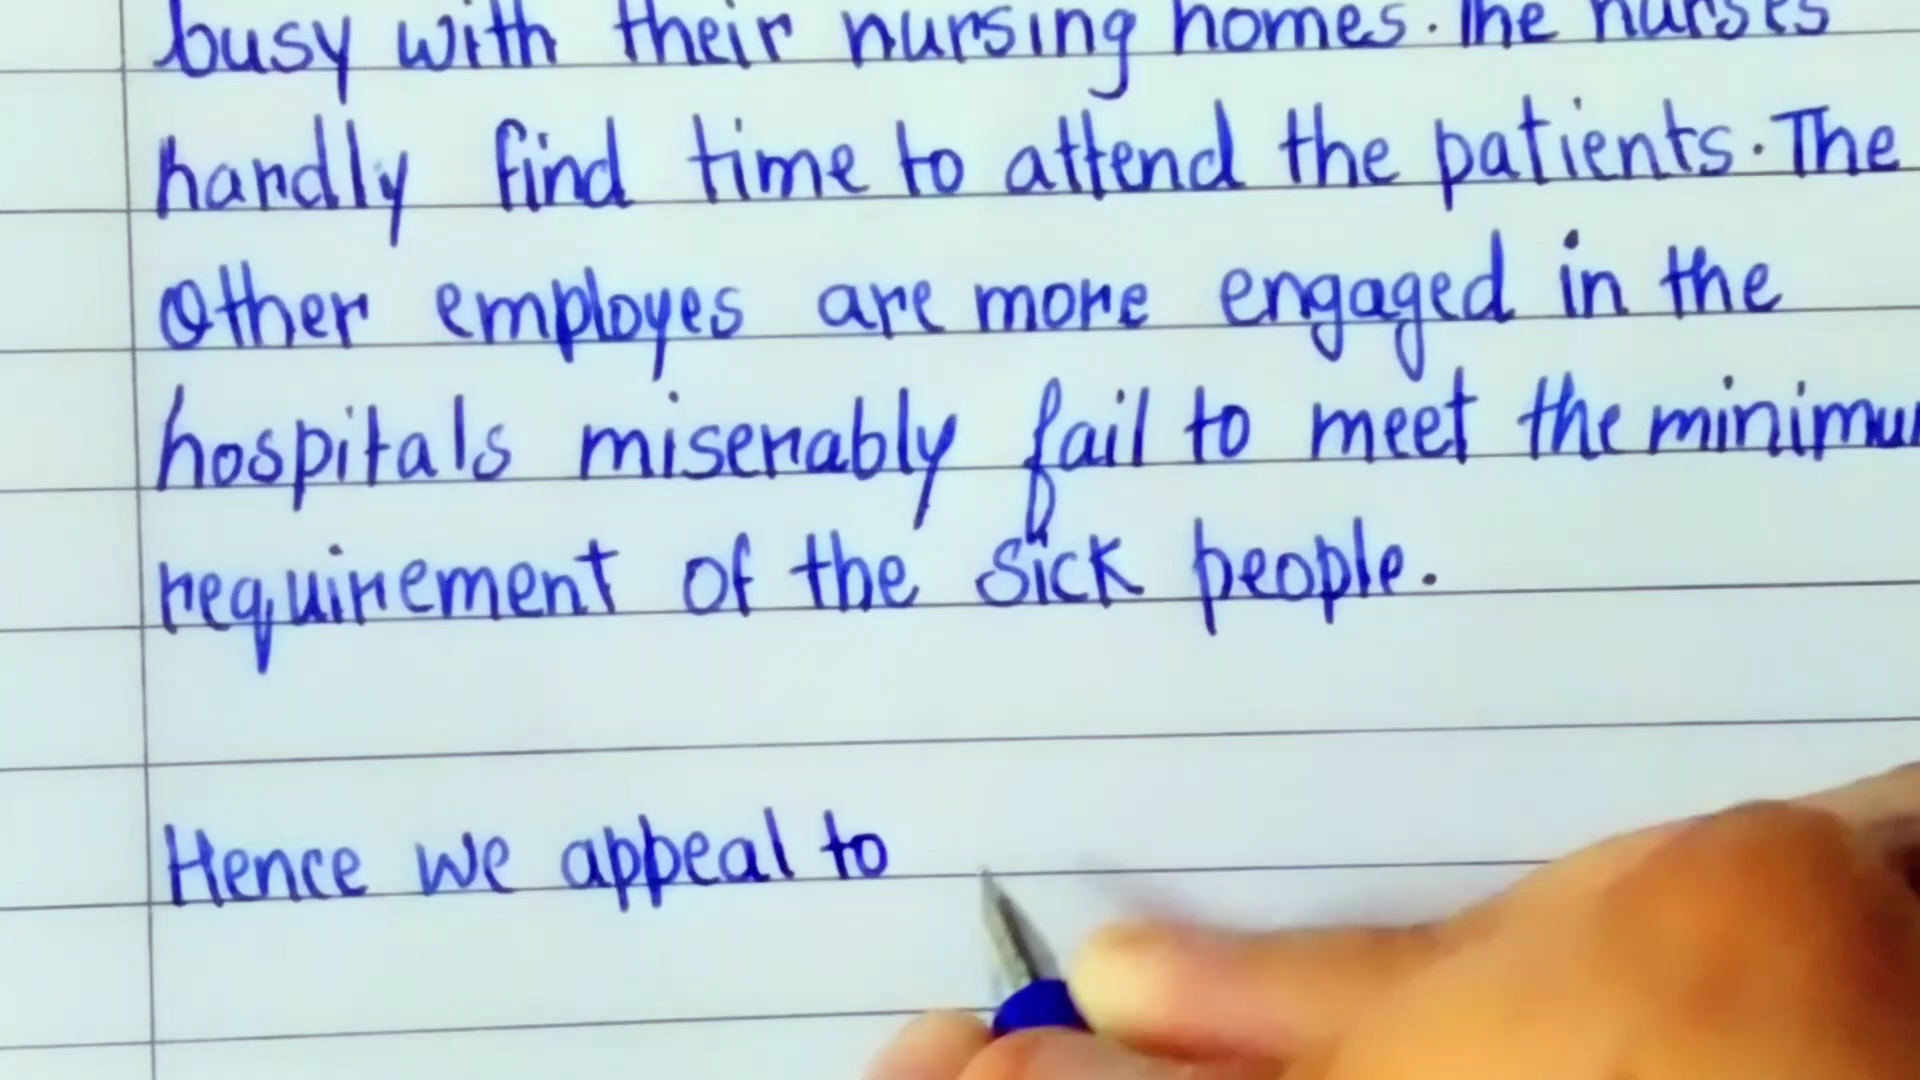 busy with their nursing homes. The nurses
hardly find time to attend the patients. The
other employes are more engaged in the
hospitals miserably fail to meet the minimu
requirement of the sick people.
Hence we appeal to